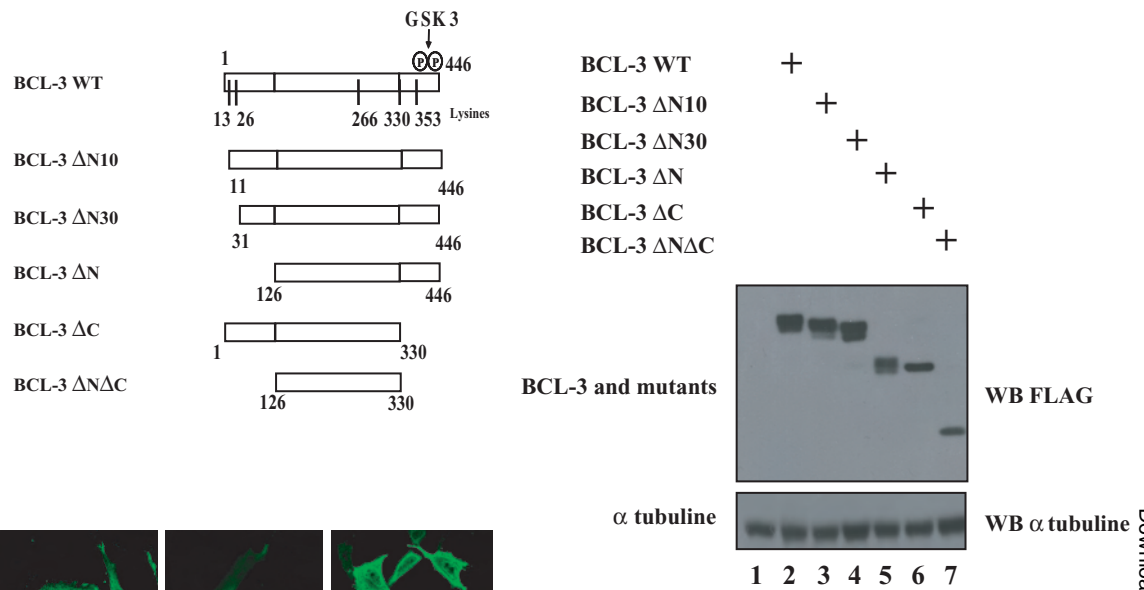 GSK 3
P P
1 446
BCL-3 WT
13 26 266 330 353 Lysines
BCL-3 ΔN10
11 446
BCL-3 ΔN30
31 446
BCL-3 ΔN
126 446
BCL-3 ΔC
1 330
BCL-3 ΔNΔC
126 330
BCL-3 WT +
BCL-3 ΔN10 +
BCL-3 ΔN30 +
BCL-3 ΔN +
BCL-3 ΔC +
BCL-3 ΔNΔC +
BCL-3 and mutants WB FLAG
α tubuline WB α tubuline
1 2 3 4 5 6 7